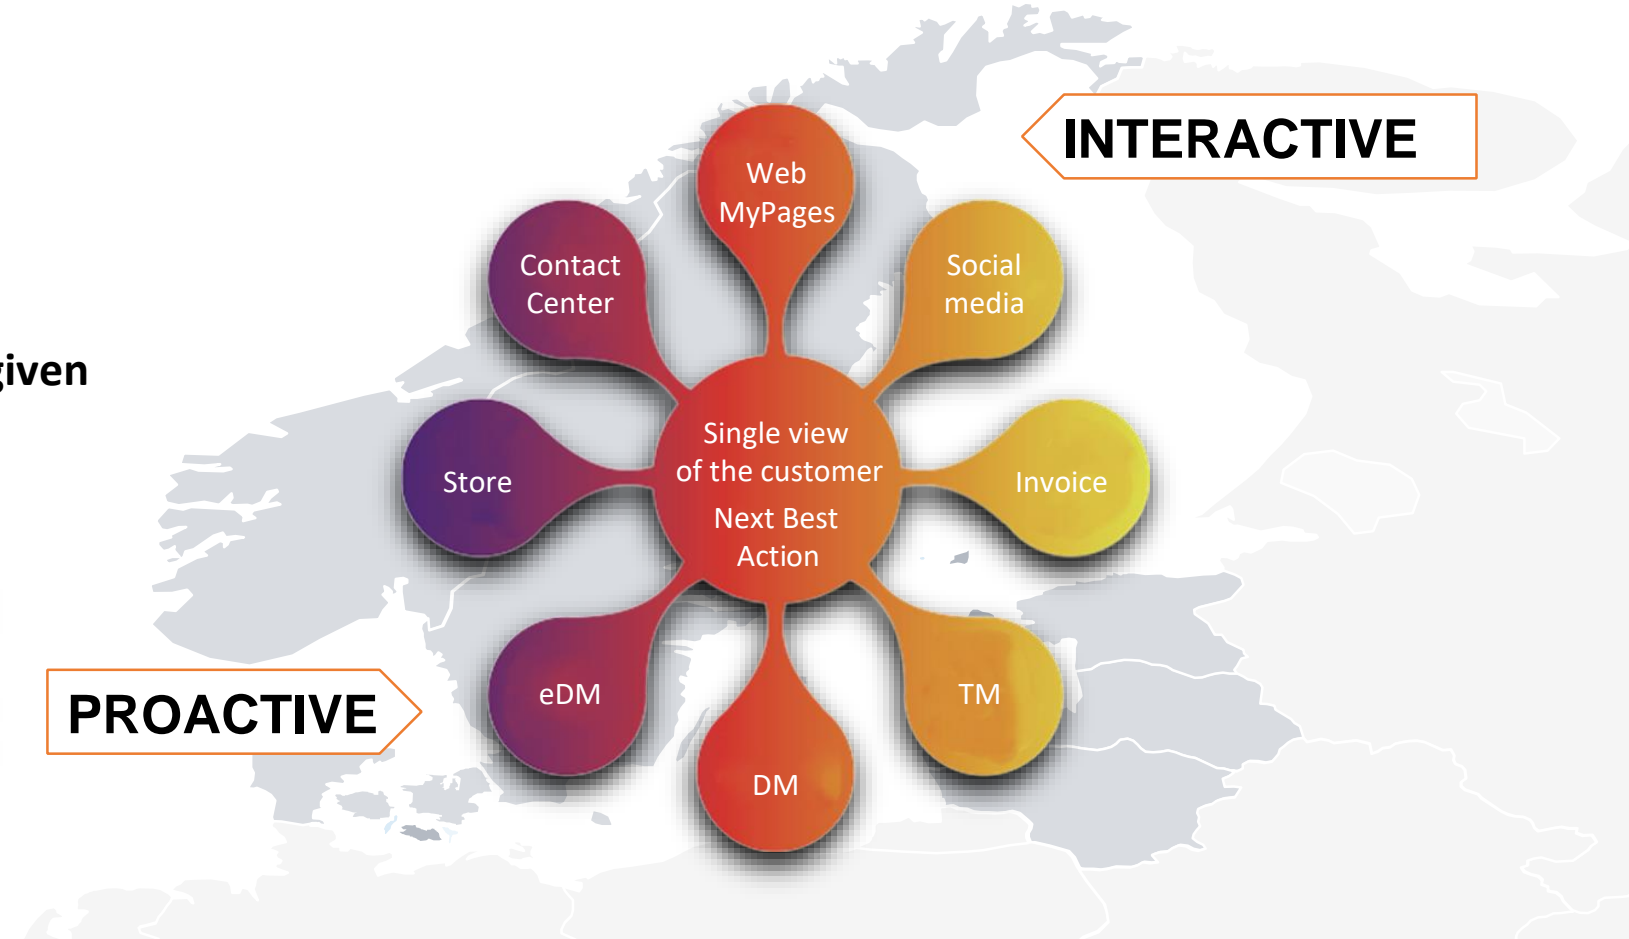 INTERACTIVE
Web
MyPages
Contact
Center
Social
media
given
Single view
of the customer
Next Best
Action
Store
Invoice
eDM
TM
PROACTIVE
DM